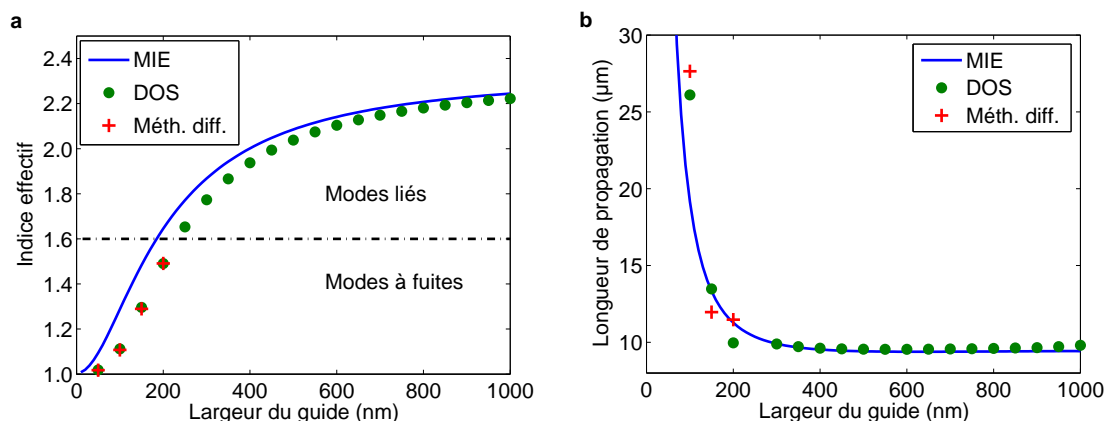 a
2.4
2.2
2.0
1.8
1.6
1.4
1.2
1.0
0
200
400
600
800
1000
Indice effectif
Largeur du guide (nm)
MIE
DOS
Méth. diff.
Modes liés
Modes à fuites
b
30
25
20
15
10
0
200
400
600
800
1000
Longueur de propagation (μm)
Largeur du guide (nm)
MIE
DOS
Méth. diff.